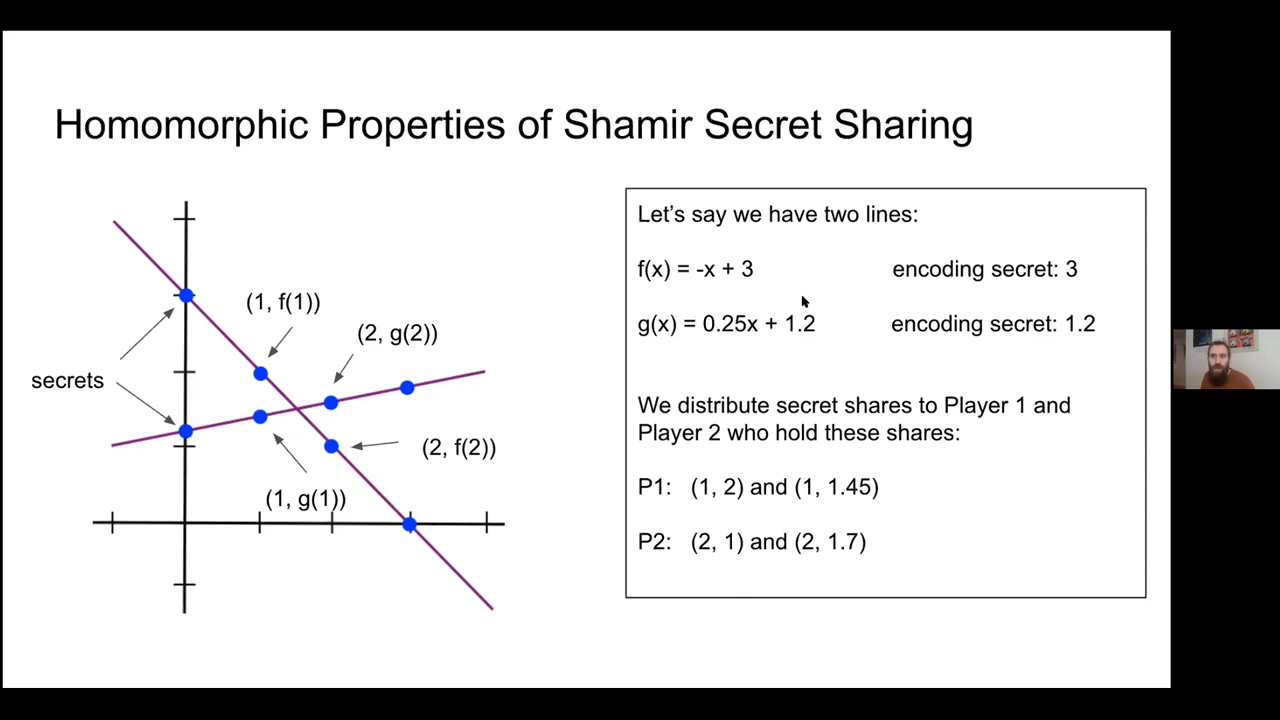 Homomorphic Properties of Shamir Secret Sharing
(1, f(1))
(2, g(2))
secrets
(2, f(2))
(1, g(1))
Let's say we have two lines:
f(x) = -x + 3 encoding secret: 3
g(x) = 0.25x + 1.2 encoding secret: 1.2
We distribute secret shares to Player 1 and
Player 2 who hold these shares:
P1: (1, 2) and (1, 1.45)
P2: (2, 1) and (2, 1.7)